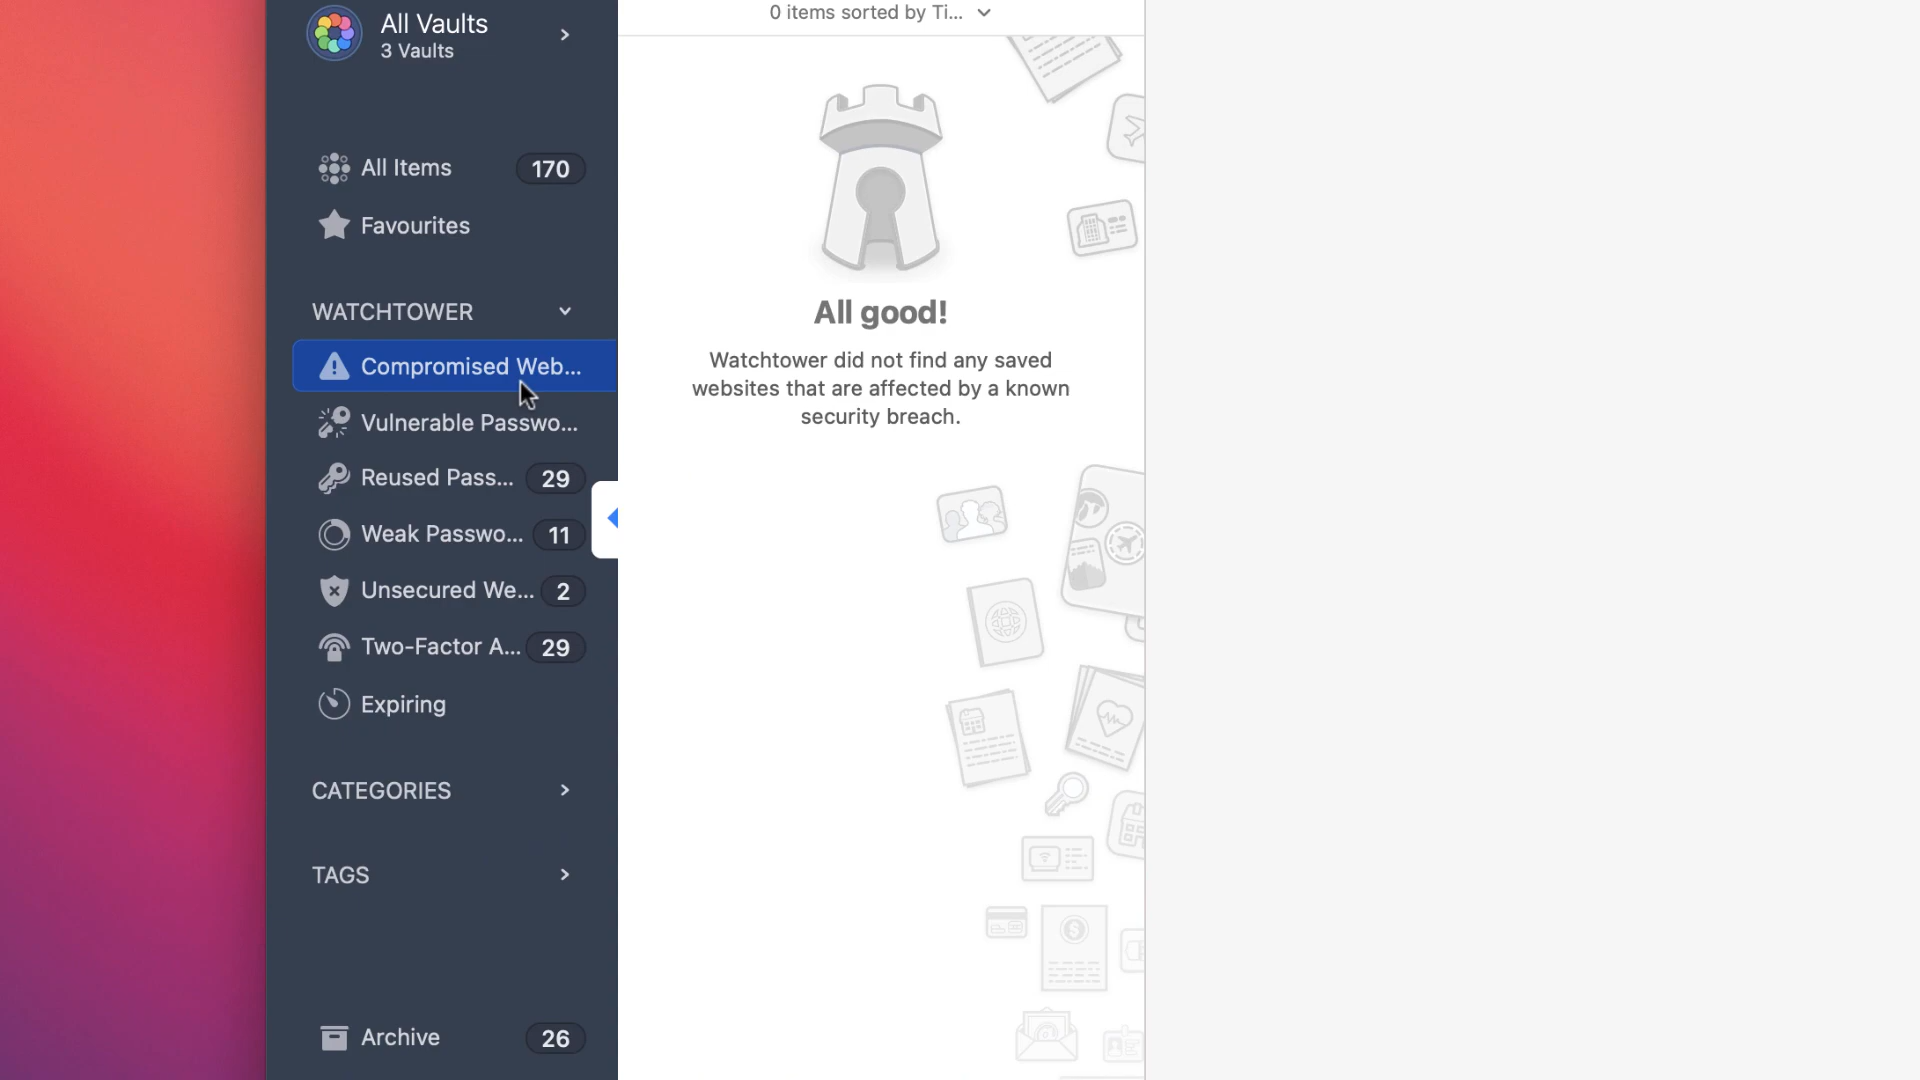 All Vaults
3 Vaults
All Items 170
Favourites
WATCHTOWER
Compromised Web...
Vulnerable Passwo...
Reused Pass... 29
Weak Passwo... 11
Unsecured We... 2
Two-Factor A... 29
Expiring
CATEGORIES
TAGS
Archive 26
0 items sorted by Ti...
All good!
Watchtower did not find any saved
websites that are affected by a known
security breach.